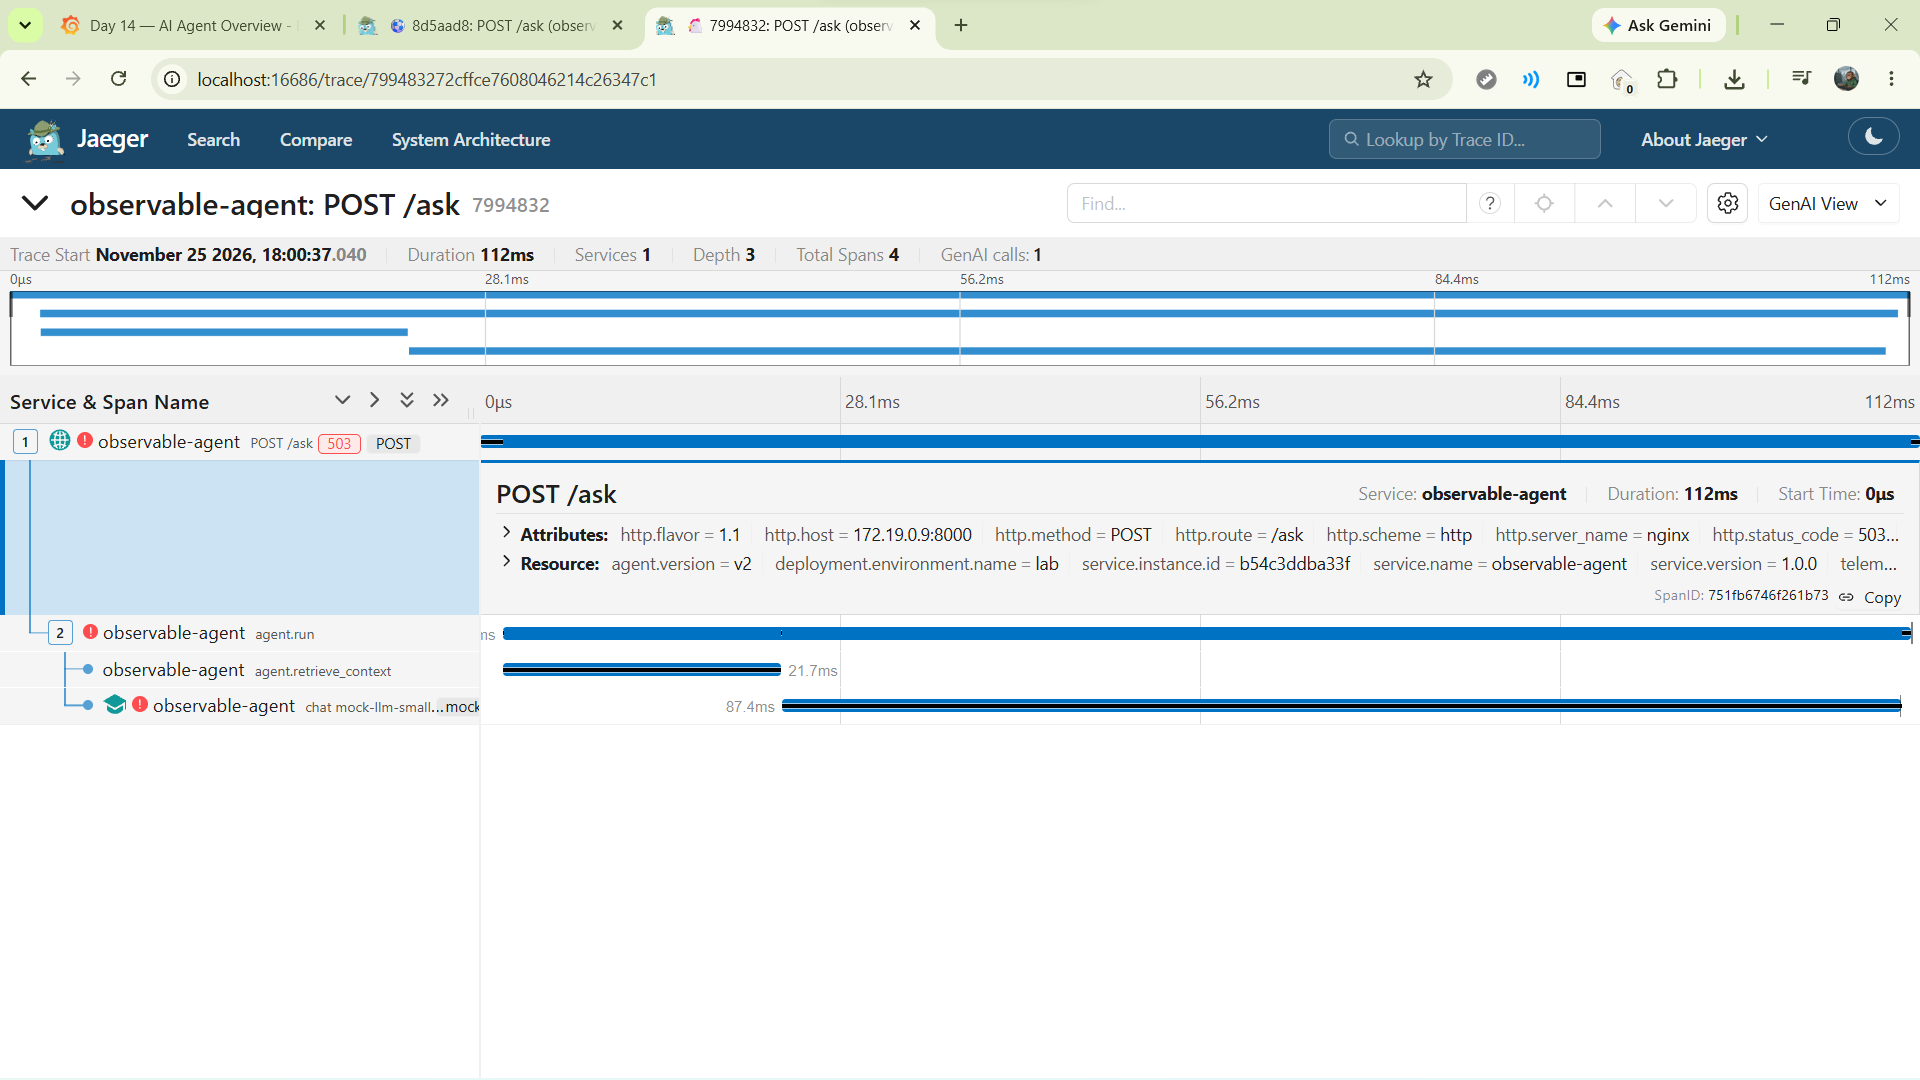 Day 14 — AI Agent Overview -
8d5aad8: POST /ask (observ
7994832: POST /ask (observ
Ask Gemini
localhost:16686/trace/799483272cffce7608046214c26347c1
0
Jaeger
Search
Compare
System Architecture
Lookup by Trace ID...
About Jaeger
observable-agent: POST /ask 7994832
Find...
?
GenAI View
Trace Start November 25 2026, 18:00:37.040
Duration 112ms
Services 1
Depth 3
Total Spans 4
GenAI calls: 1
0μs 28.1ms 56.2ms 84.4ms 112ms
Service & Span Name
0μs 28.1ms 56.2ms 84.4ms 112ms
1 observable-agent POST /ask 503 POST
POST /ask
Service: observable-agent Duration: 112ms Start Time: 0μs
Attributes: http.flavor = 1.1 http.host = 172.19.0.9:8000 http.method = POST http.route = /ask http.scheme = http http.server_name = nginx http.status_code = 503...
Resource: agent.version = v2 deployment.environment.name = lab service.instance.id = b54c3ddba33f service.name = observable-agent service.version = 1.0.0 telem...
SpanID: 751fb6746f261b73 Copy
2 observable-agent agent.run ms
observable-agent agent.retrieve_context 21.7ms
observable-agent chat mock-llm-small... mock 87.4ms